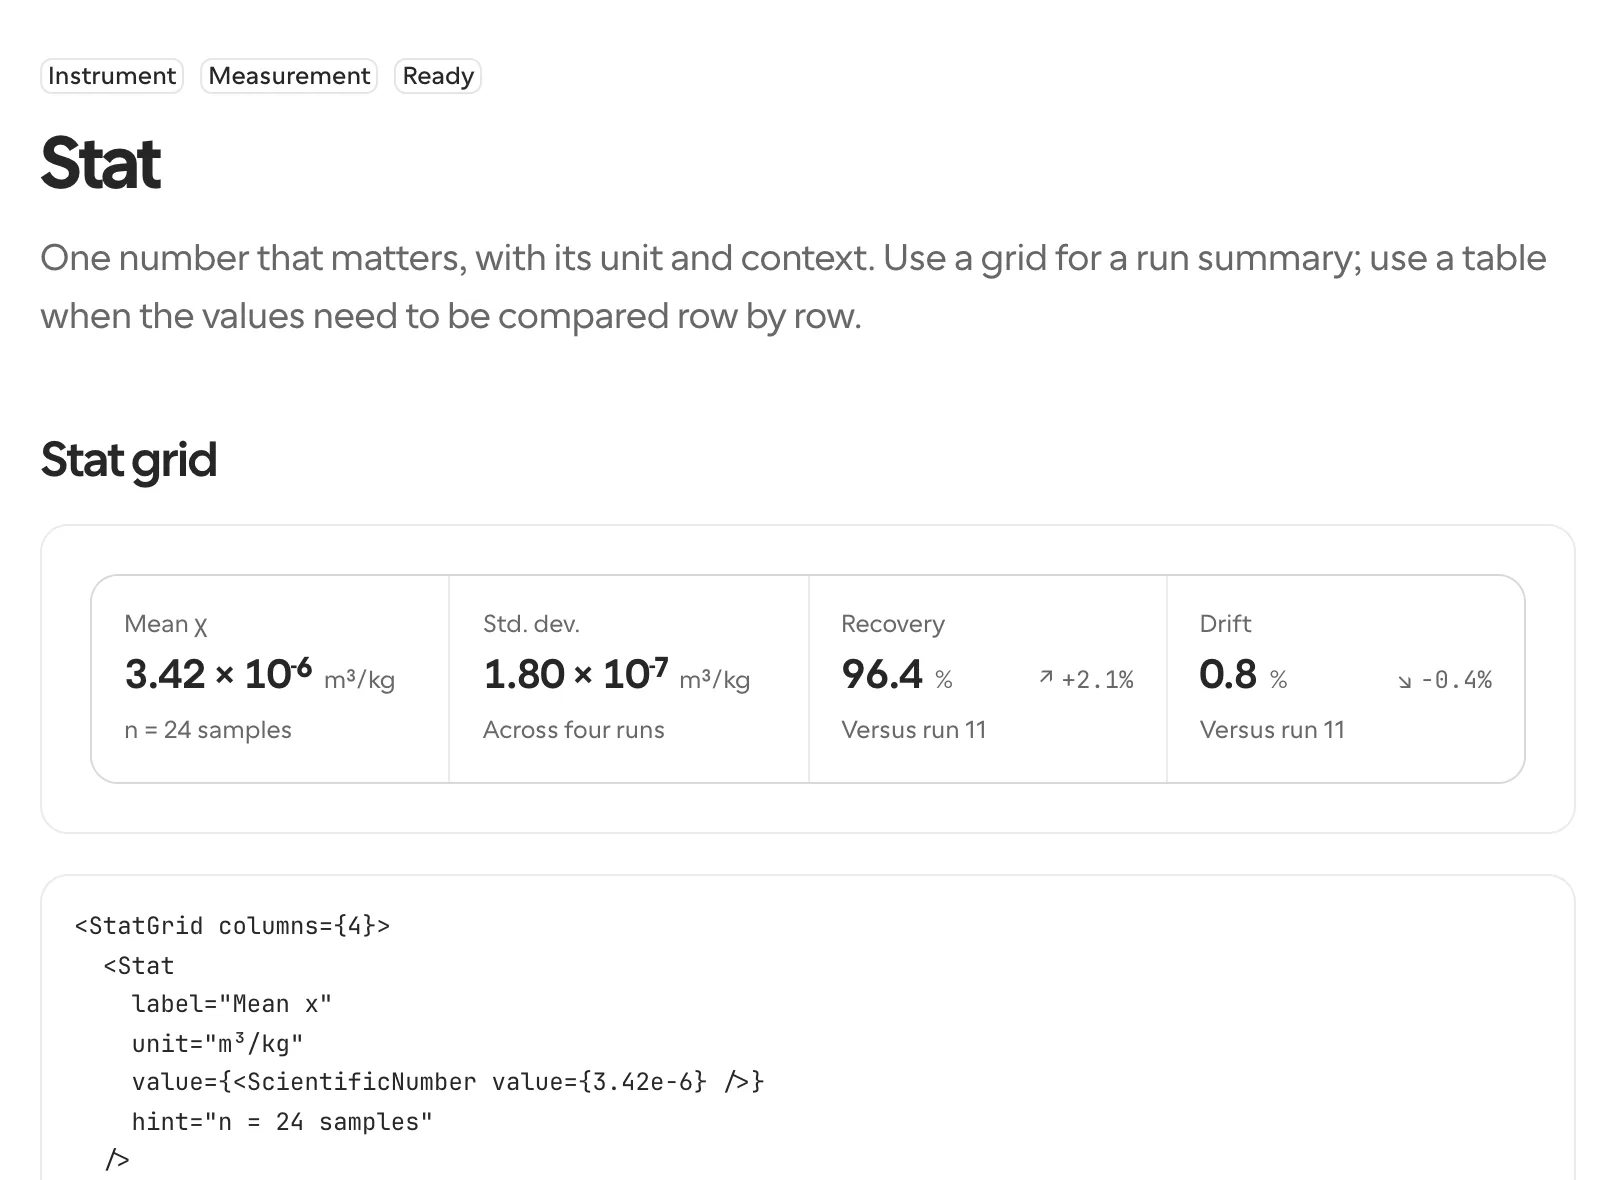 Instrument Measurement Ready
Stat
One number that matters, with its unit and context. Use a grid for a run summary; use a table
when the values need to be compared row by row.
Stat grid
Mean χ
3.42 × 10⁻⁶ m³/kg
n = 24 samples
Std. dev.
1.80 × 10⁻⁷ m³/kg
Across four runs
Recovery
96.4 % ↗ +2.1%
Versus run 11
Drift
0.8 % ↘ -0.4%
Versus run 11
<StatGrid columns={4}>
  <Stat
    label="Mean x"
    unit="m³/kg"
    value={<ScientificNumber value={3.42e-6} />}
    hint="n = 24 samples"
  />